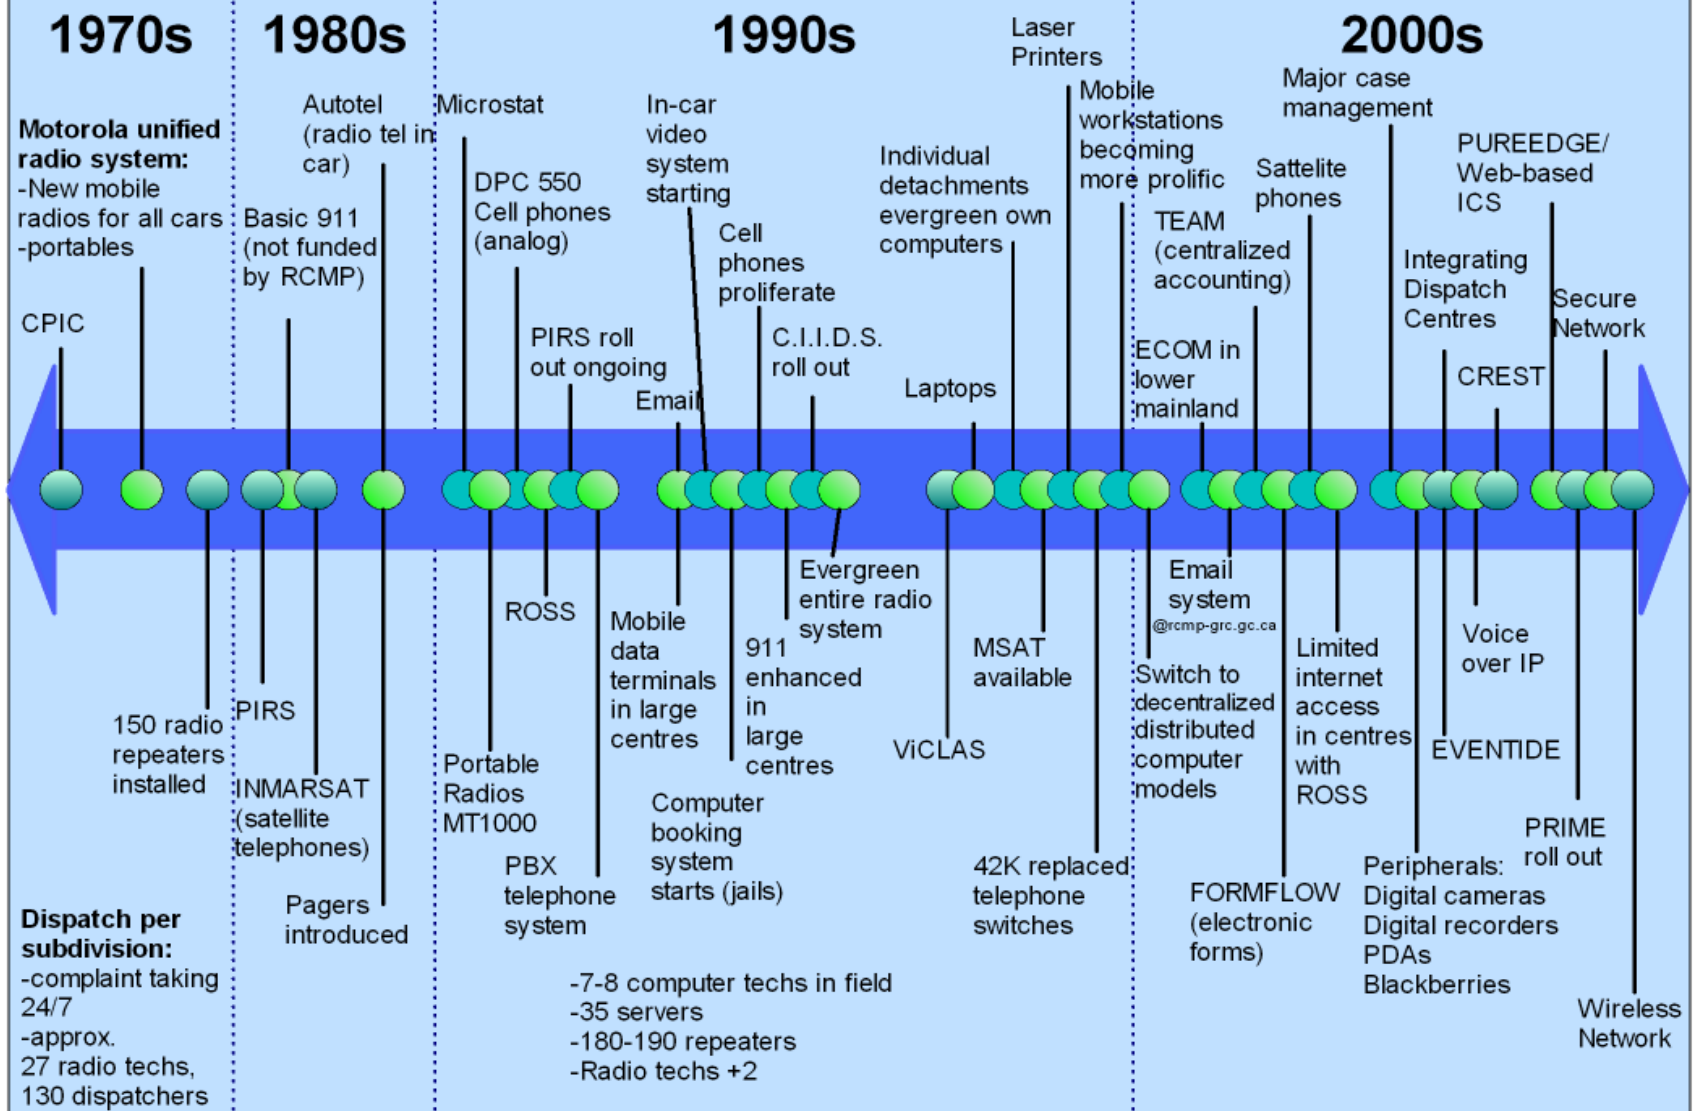 1970s
1980s
1990s
2000s
Motorola unified
radio system:
-New mobile
radios for all cars
-portables
CPIC
Basic 911
(not funded
by RCMP)
Autotel
(radio tel in
car)
Microstat
DPC 550
Cell phones
(analog)
PIRS roll
out ongoing
Email
In-car
video
system
starting
Cell
phones
proliferate
C.I.I.D.S.
roll out
Individual
detachments
evergreen own
computers
Laptops
Laser
Printers
Mobile
workstations
becoming
more prolific
TEAM
(centralized
accounting)
ECOM in
lower
mainland
Sattelite
phones
Major case
management
Integrating
Dispatch
Centres
PUREEDGE/
Web-based
ICS
CREST
Secure
Network
150 radio
repeaters
installed
PIRS
INMARSAT
(satellite
telephones)
Pagers
introduced
Portable
Radios
MT1000
ROSS
PBX
telephone
system
Mobile
data
terminals
in large
centres
Computer
booking
system
starts (jails)
911
enhanced
in
large
centres
Evergreen
entire radio
system
ViCLAS
MSAT
available
42K replaced
telephone
switches
Switch to
decentralized
distributed
computer
models
Email
system
@rcmp-grc.gc.ca
FORMFLOW
(electronic
forms)
Limited
internet
access
in centres
with
ROSS
Peripherals:
Digital cameras
Digital recorders
PDAs
Blackberries
EVENTIDE
Voice
over IP
PRIME
roll out
Wireless
Network
Dispatch per
subdivision:
-complaint taking
24/7
-approx.
27 radio techs,
130 dispatchers
-7-8 computer techs in field
-35 servers
-180-190 repeaters
-Radio techs +2